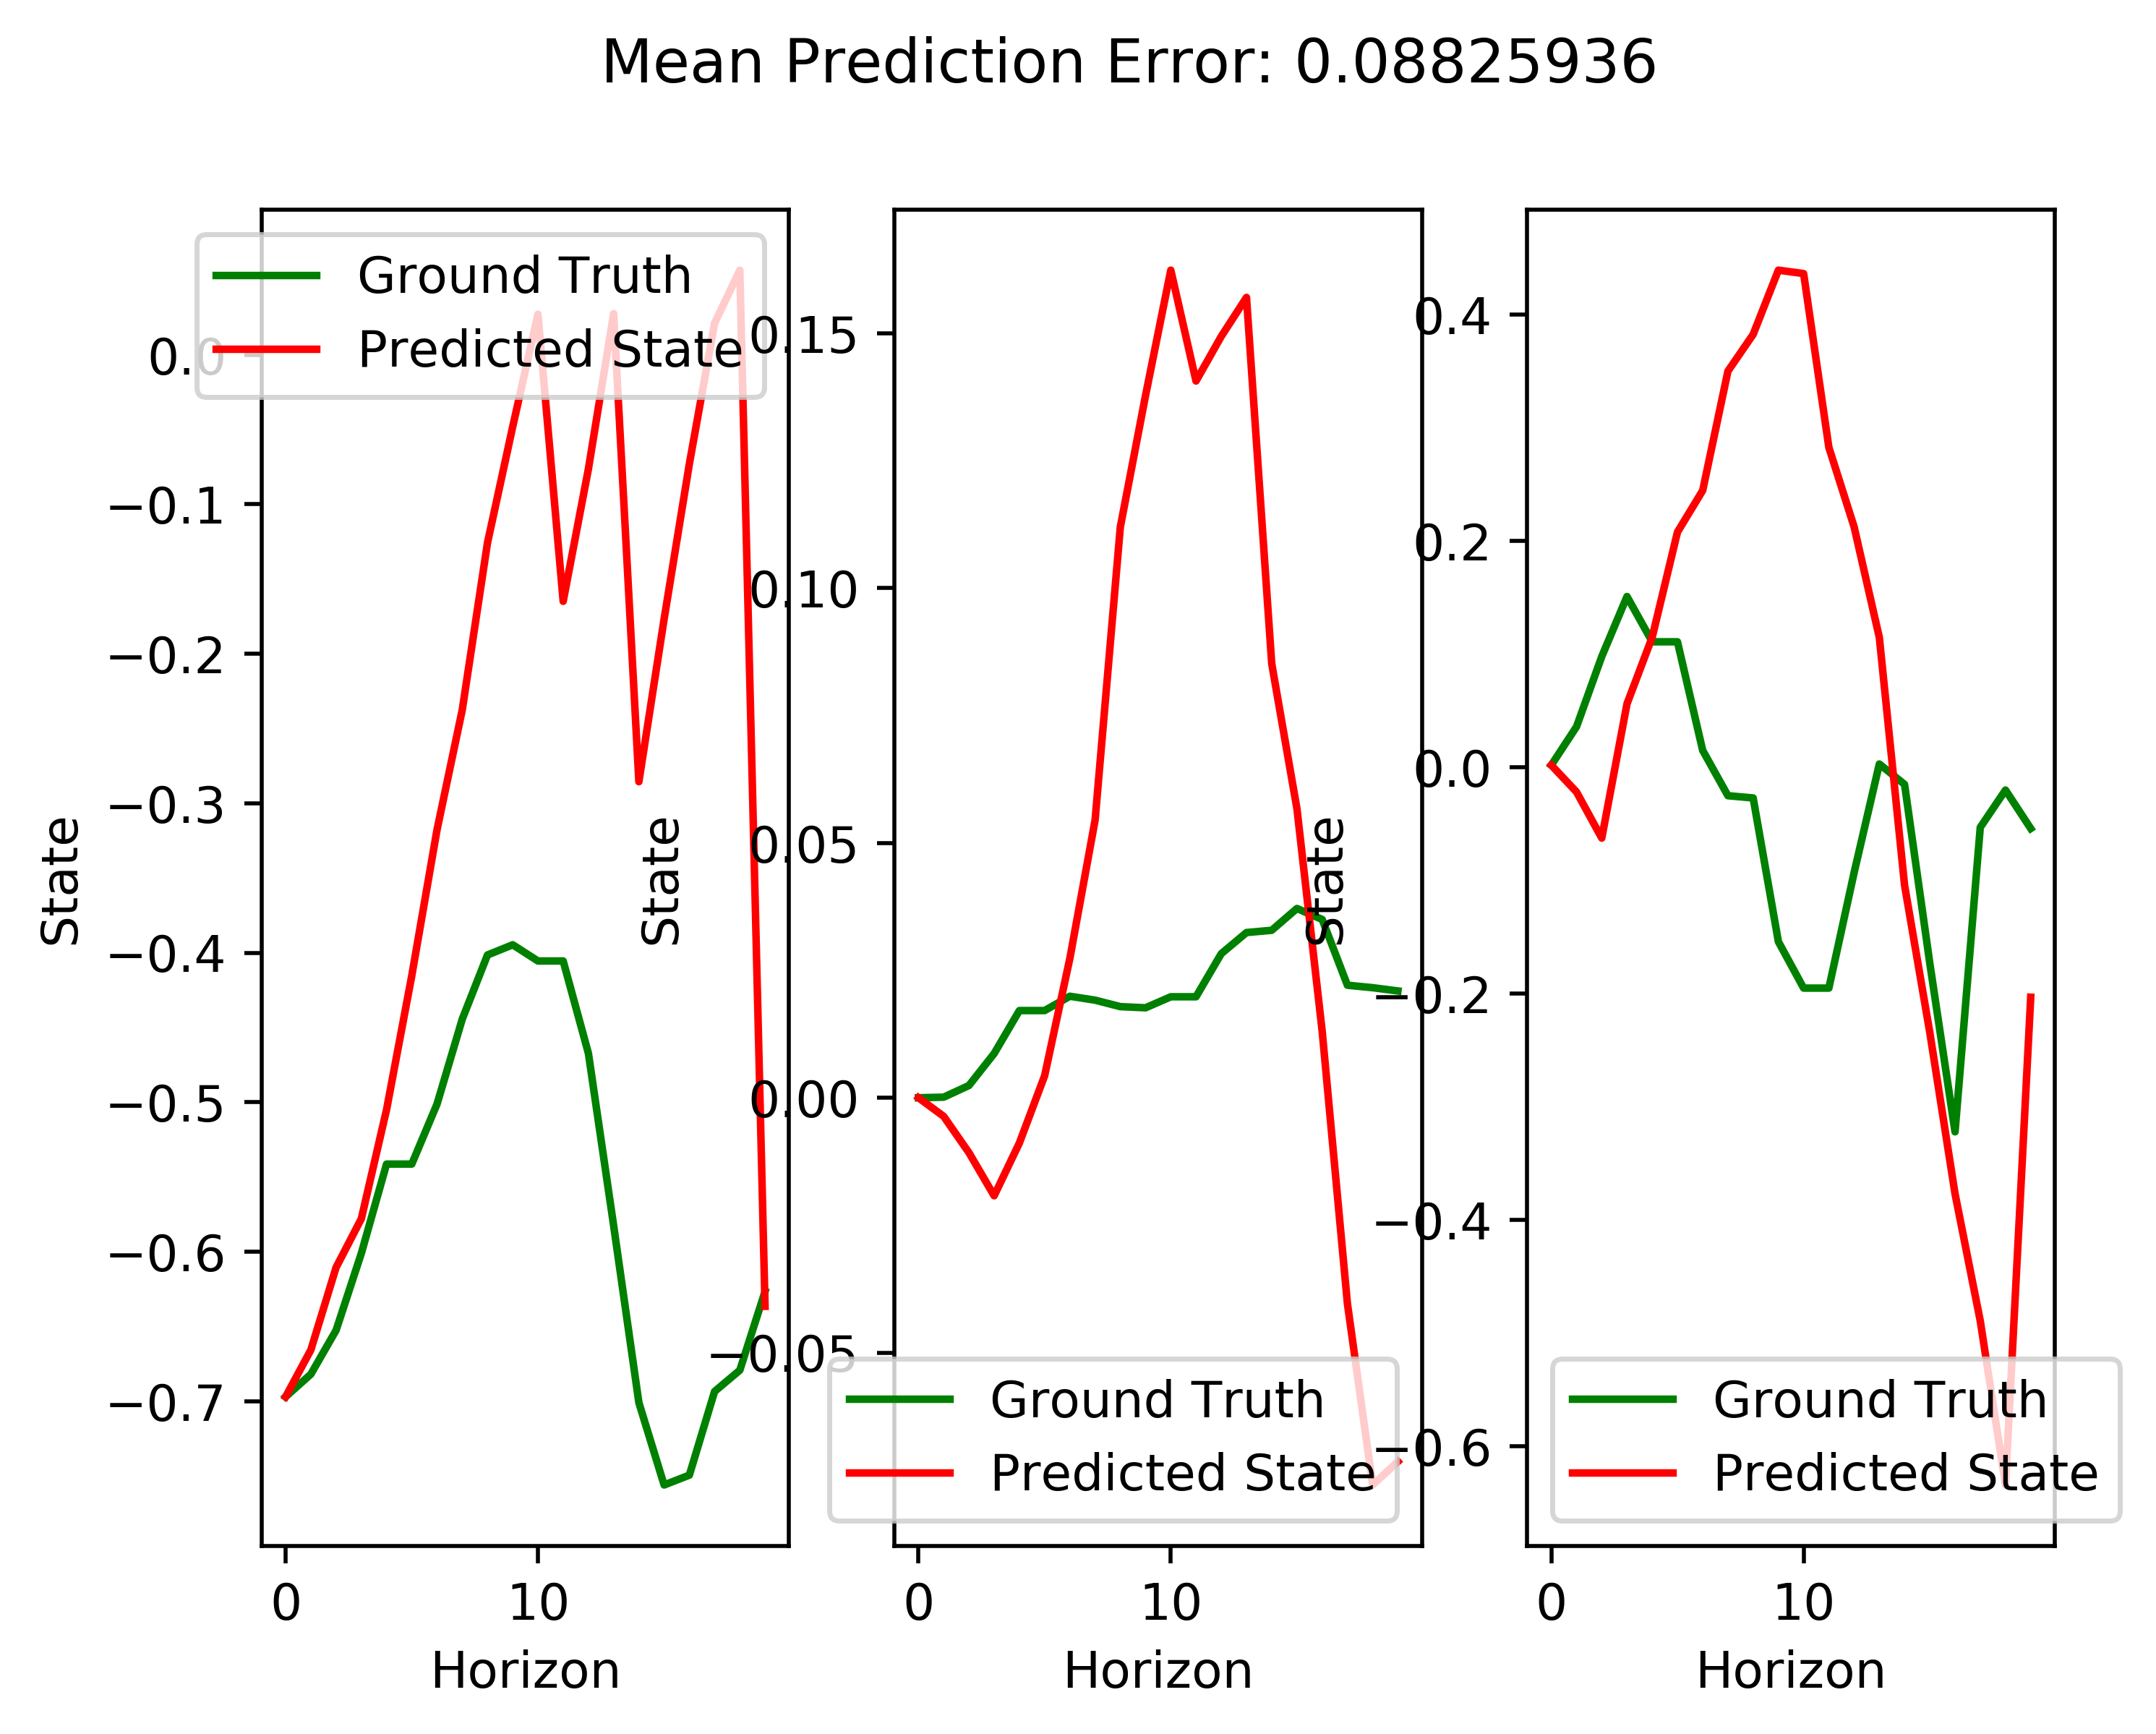 Mean Prediction Error: 0.08825936
Ground Truth
Predicted State
0.0
−0.1
−0.2
−0.3
−0.4
−0.5
−0.6
−0.7
State
0
10
Horizon
0.15
0.10
0.05
0.00
−0.05
State
Ground Truth
Predicted State
0
10
Horizon
0.4
0.2
0.0
−0.2
−0.4
−0.6
State
Ground Truth
Predicted State
0
10
Horizon